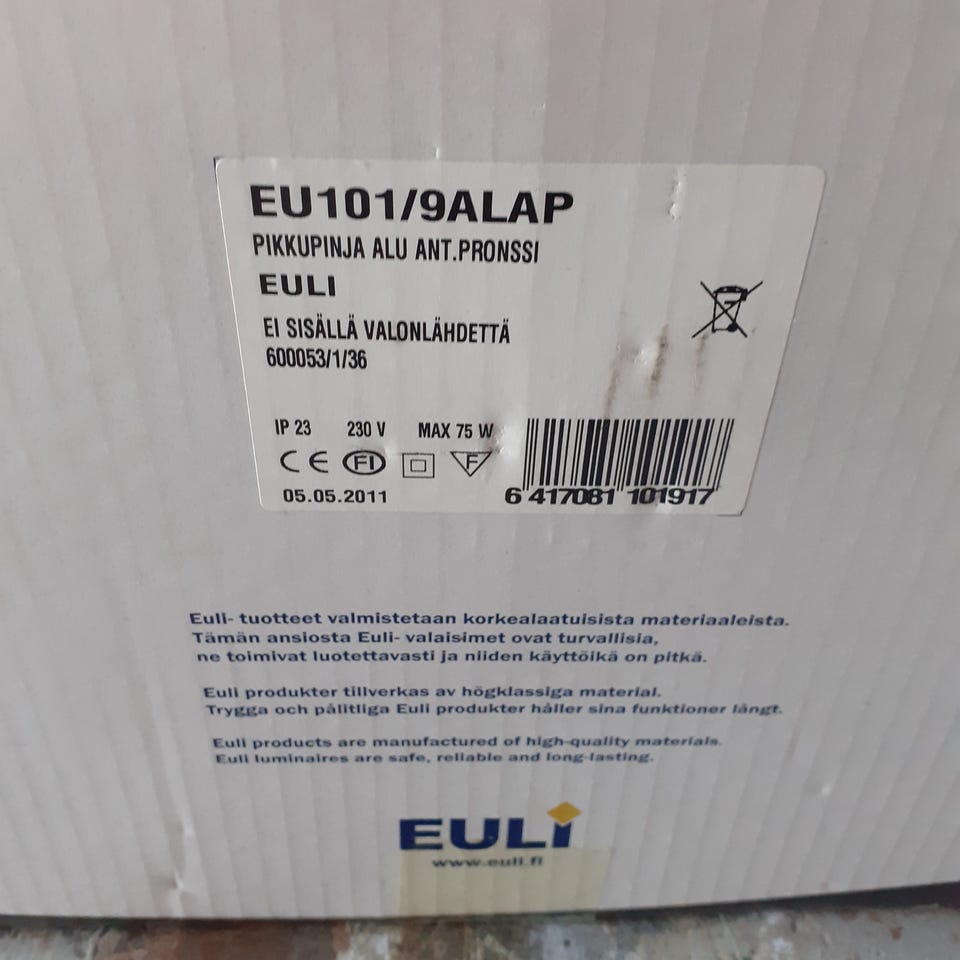 EU101/9ALAP
PIKKUPINJA ALU ANT.PRONSSI
EULI
EI SISÄLLÄ VALONLÄHDETTÄ
600053/1/36
IP 23 230 V MAX 75 W
CE FI F
05.05.2011 6 417081 101917
Euli- tuotteet valmistetaan korkealaatuisista materiaaleista.
Tämän ansiosta Euli- valaisimet ovat turvallisia,
ne toimivat luotettavasti ja niiden käyttöikä on pitkä.
Euli produkter tillverkas av högklassiga material.
Trygga och pålitliga Euli produkter håller sina funktioner långt.
Euli products are manufactured of high-quality materials.
Euli luminaires are safe, reliable and long-lasting.
EULI
www.euli.fi